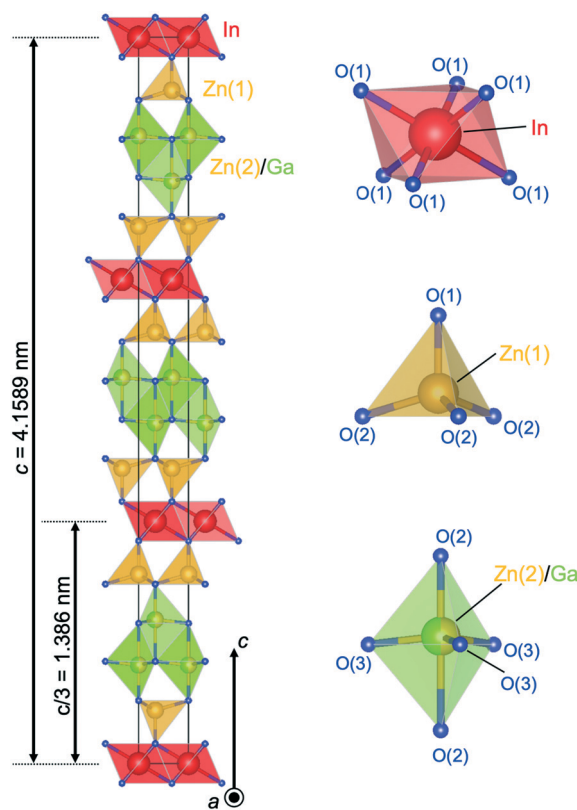 In
Zn(1)
Zn(2)/Ga
c = 4.1589 nm
c/3 = 1.386 nm
c
a
O(1)
O(1)
O(1)
In
O(1)
O(1)
O(1)
O(1)
Zn(1)
O(2)
O(2)
O(2)
O(2)
Zn(2)/Ga
O(3)
O(3)
O(3)
O(2)